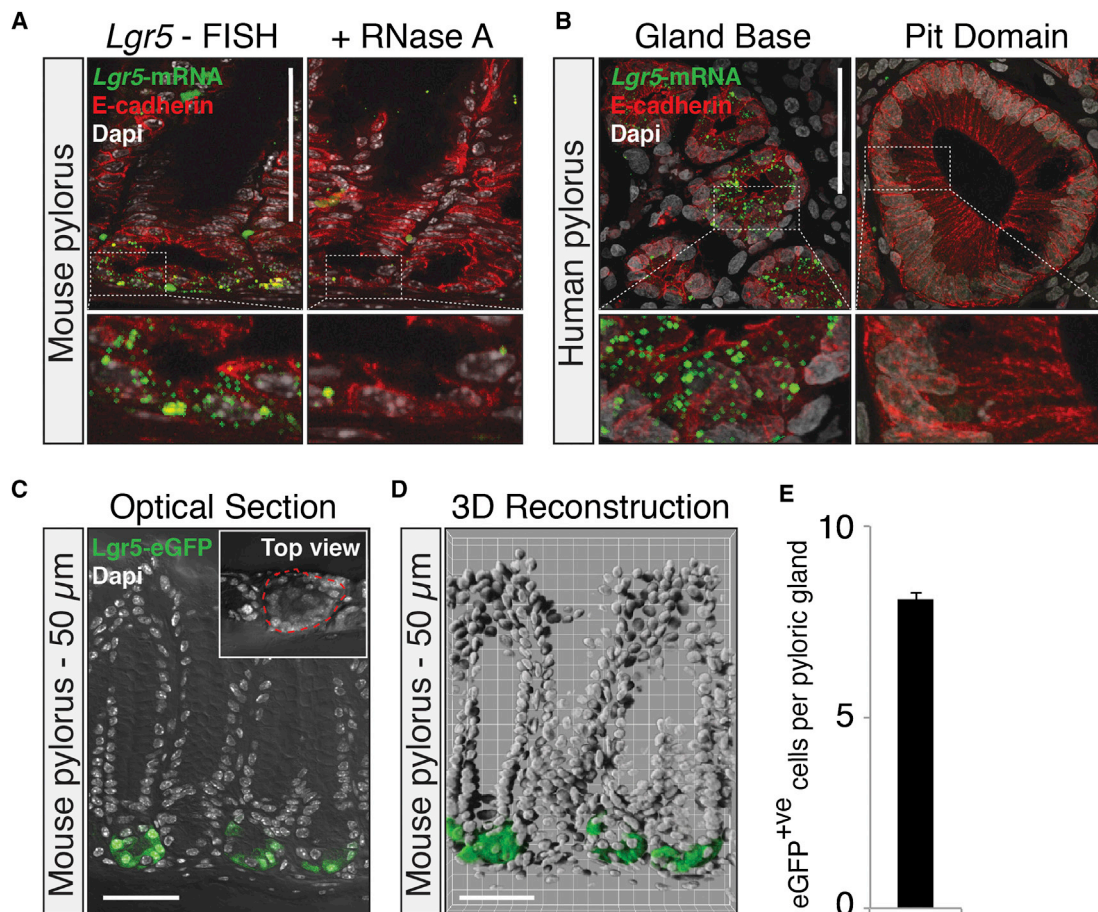 A
Lgr5 - FISH
+ RNase A
Lgr5-mRNA
E-cadherin
Dapi
Mouse pylorus
B
Gland Base
Pit Domain
Lgr5-mRNA
E-cadherin
Dapi
Human pylorus
C
Optical Section
Lgr5-eGFP
Dapi
Top view
Mouse pylorus - 50 µm
D
3D Reconstruction
Mouse pylorus - 50 µm
E
eGFP+ve cells per pyloric gland
10
5
0